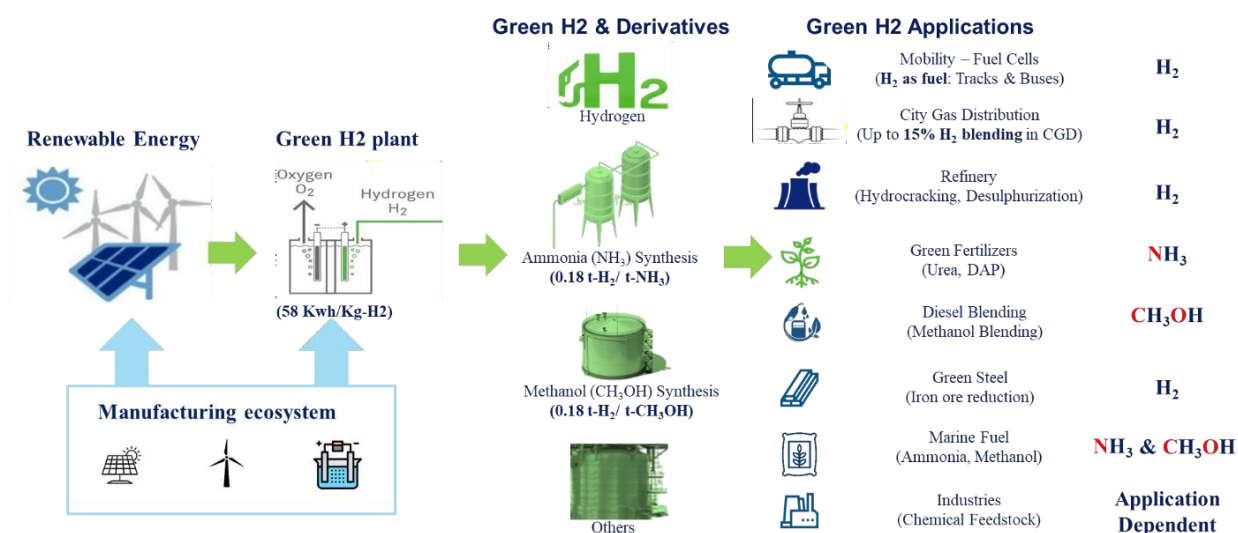 Green H2 & Derivatives
Green H2 Applications
Renewable Energy
Green H2 plant
Oxygen
O₂
Hydrogen
H₂
(58 Kwh/Kg-H2)
Manufacturing ecosystem
H2
Hydrogen
Ammonia (NH₃) Synthesis
(0.18 t-H₂/ t-NH₃)
Methanol (CH₃OH) Synthesis
(0.18 t-H₂/ t-CH₃OH)
Others
Mobility – Fuel Cells
(H₂ as fuel: Tracks & Buses)
H₂
City Gas Distribution
(Up to 15% H₂ blending in CGD)
H₂
Refinery
(Hydrocracking, Desulphurization)
H₂
Green Fertilizers
(Urea, DAP)
NH₃
Diesel Blending
(Methanol Blending)
CH₃OH
Green Steel
(Iron ore reduction)
H₂
Marine Fuel
(Ammonia, Methanol)
NH₃ & CH₃OH
Industries
(Chemical Feedstock)
Application
Dependent